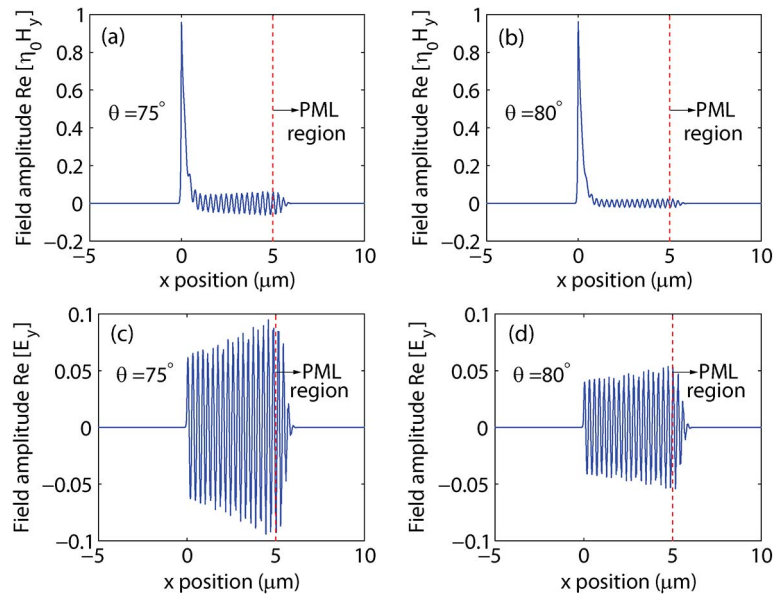 (a)
Field amplitude Re [η₀Hy]
1
0.8
0.6
0.4
0.2
0
−0.2
θ = 75°
PML
region
−5
0
5
10
x position (μm)
(b)
Field amplitude Re [η₀Hy]
1
0.8
0.6
0.4
0.2
0
−0.2
θ = 80°
PML
region
−5
0
5
10
x position (μm)
(c)
Field amplitude Re [Ey]
0.1
0.05
0
−0.05
−0.1
θ = 75°
PML
region
−5
0
5
10
x position (μm)
(d)
Field amplitude Re [Ey]
0.1
0.05
0
−0.05
−0.1
θ = 80°
PML
region
−5
0
5
10
x position (μm)